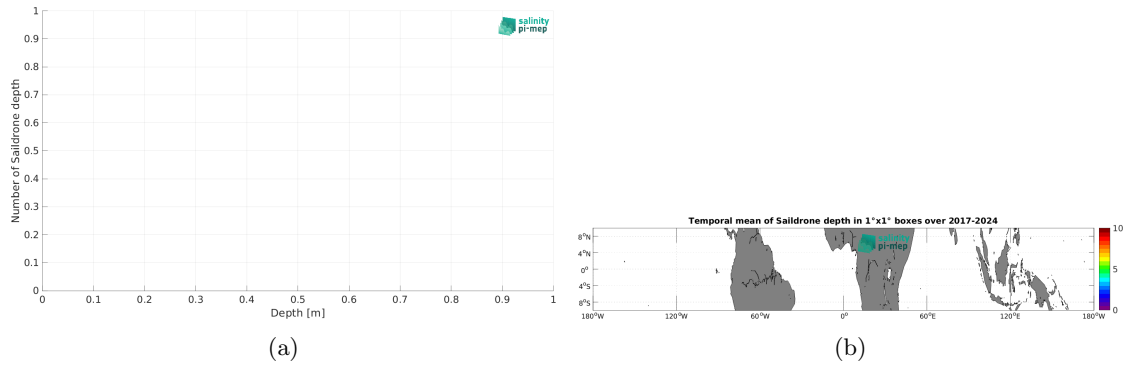 1
0.9
0.8
0.7
0.6
0.5
0.4
0.3
0.2
0.1
0
Number of Saildrone depth
salinity
pi-mep
0 0.1 0.2 0.3 0.4 0.5 0.6 0.7 0.8 0.9 1
Depth [m]
(a)
Temporal mean of Saildrone depth in 1°x1° boxes over 2017-2024
8°N
4°N
0°
4°S
8°S
salinity
pi-mep
10
5
0
180°W 120°W 60°W 0° 60°E 120°E 180°W
(b)